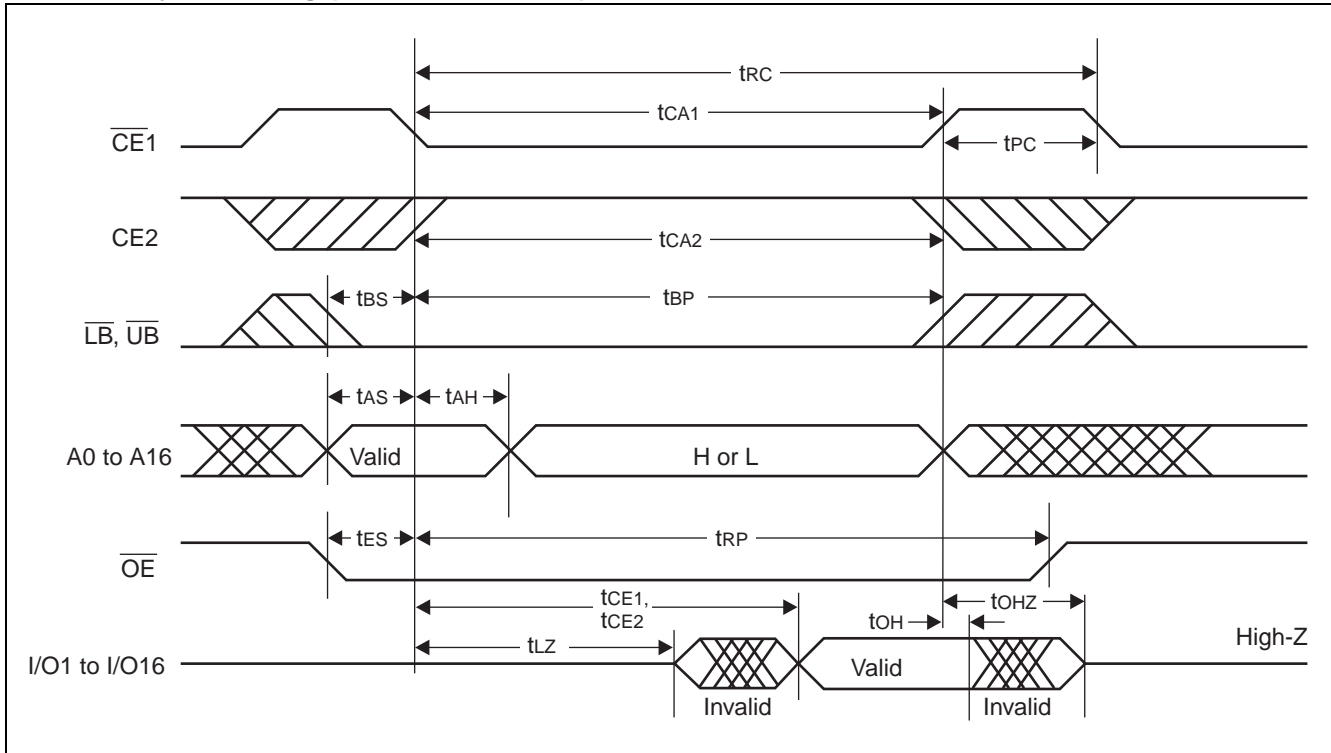 tRC
tCA1
CE1
tPC
CE2
tCA2
tBS
tBP
LB, UB
tAS
tAH
A0 to A16
Valid
H or L
tES
tRP
OE
tCE1,
tCE2
tOHZ
tOH
High-Z
tLZ
I/O1 to I/O16
Valid
Invalid
Invalid